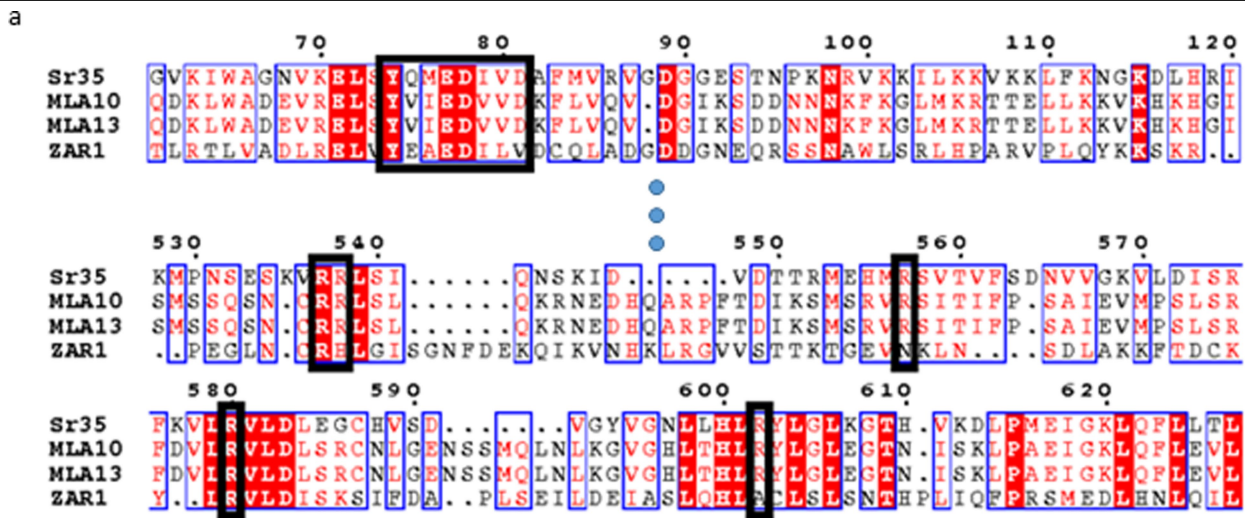 a
70 80 90 100 110 120
Sr35 GVKIWAGNVKELSYQMEDIVDAFMVRVGDGGESTNPKNRVKKILKKVKKLFKNGKDLHRI
MLA10 QDKLWADEVRELSYVIEDVVDKFLVQV.DGIKSDDNNNKFKGLMKRTTELLKKVKHKHGI
MLA13 QDKLWADEVRELSYVIEDVVDKFLVQV.DGIKSDDNNNKFKGLMKRTTELLKKVKHKHGI
ZAR1 TLRTLVADLRELVYEAEDILVDCQLADGDDGNEQRSSNAWLSRLHPARVPLQYKKSKR..
530 540 550 560 570
Sr35 KMPNSESKVRRLSI......QNSKID.....VDTTRMEHMRSVTVFSDNVVGKVLDISR
MLA10 SMSSQSN.CRRLSL......QKRNEDHQARPFTDIKSMSRVRSITIFP.SAIEVMPSLSR
MLA13 SMSSQSN.CRRLSL......QKRNEDHQARPFTDIKSMSRVRSITIFP.SAIEVMPSLSR
ZAR1 ..PEGLN.CRHLGISGNFDEKQIKVNHKLRGVVSTTKTGEVNKLN....SDLAKKFTDCK
580 590 600 610 620
Sr35 FKVLRVLDLEGCHVSD.......VGYVGNLLHLRYLGLKGTH.VKDLPMEIGKLQFLLTL
MLA10 FDVLRVLDLSRCNLGENSSMQLNLKGVGHLTHLRYLGLEGTN.ISKLPAEIGKLQFLEVL
MLA13 FDVLRVLDLSRCNLGENSSMQLNLKGVGHLTHLRYLGLEGTN.ISKLPAEIGKLQFLEVL
ZAR1 Y..LRVLDISKSIFDA..PLSEILDEIASLQHLACLSLSNTHPLIQFPRSMEDLHNLQIL